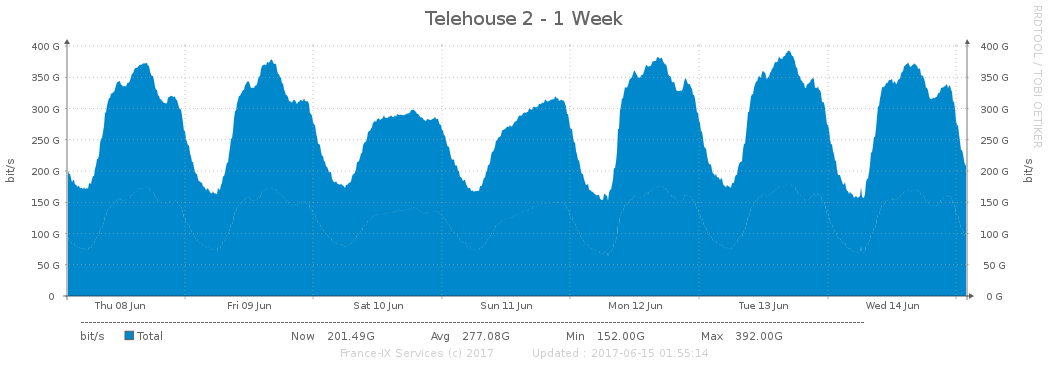 Telehouse 2 - 1 Week
RRDTOOL / TOBI OETIKER
bit/s
400 G 400 G
350 G 350 G
300 G 300 G
250 G 250 G
200 G 200 G
150 G 150 G
100 G 100 G
50 G 50 G
0 0 G
bit/s
Thu 08 Jun Fri 09 Jun Sat 10 Jun Sun 11 Jun Mon 12 Jun Tue 13 Jun Wed 14 Jun
bit/s Total Now 201.49G Avg 277.08G Min 152.00G Max 392.00G
France-IX Services (c) 2017 Updated : 2017-06-15 01:55:14